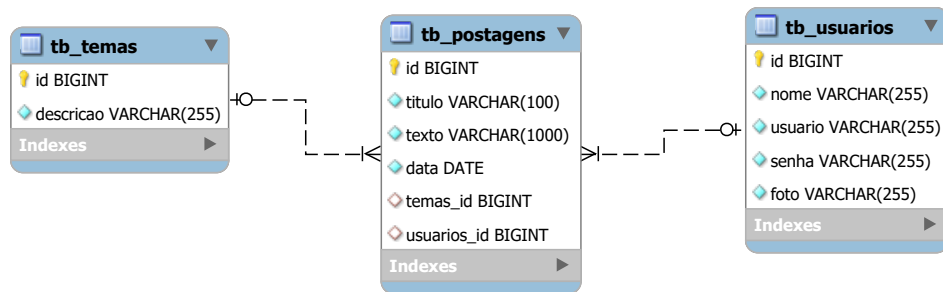 tb_temas
id BIGINT
descricao VARCHAR(255)
Indexes
tb_postagens
id BIGINT
titulo VARCHAR(100)
texto VARCHAR(1000)
data DATE
temas_id BIGINT
usuarios_id BIGINT
Indexes
tb_usuarios
id BIGINT
nome VARCHAR(255)
usuario VARCHAR(255)
senha VARCHAR(255)
foto VARCHAR(255)
Indexes